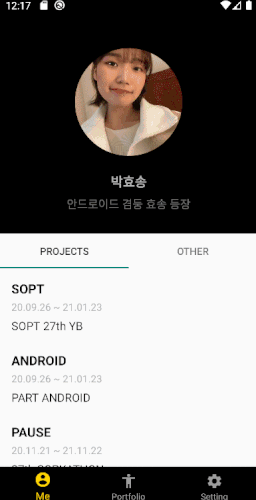 12:17
박효송
안드로이드 겸둥 효송 등장
PROJECTS
OTHER
SOPT
20.09.26 ~ 21.01.23
SOPT 27th YB
ANDROID
20.09.26 ~ 21.01.23
PART ANDROID
PAUSE
20.11.21 ~ 21.11.22
27th SOPKATHON
Me
Portfolio
Setting